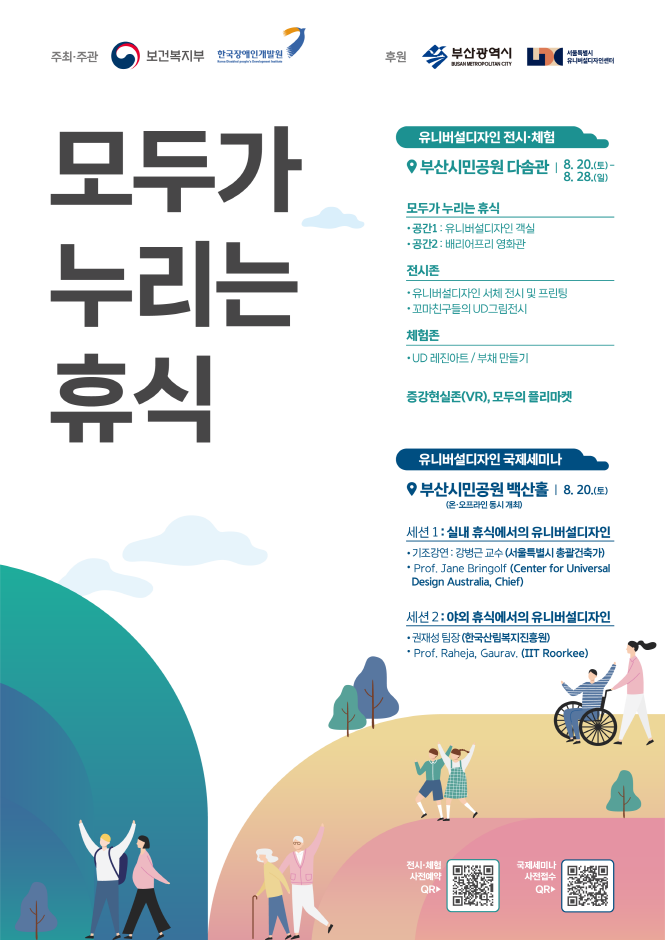 주최·주관
보건복지부
한국장애인개발원
Korea Disabled people's Development Institute
후원
부산광역시
BUSAN METROPOLITAN CITY
서울특별시
유니버설디자인센터
모두가
누리는
휴식
유니버설디자인 전시·체험
부산시민공원 다솜관 | 8. 20.(토) -
8. 28.(일)
모두가 누리는 휴식
• 공간1 : 유니버설디자인 객실
• 공간2 : 배리어프리 영화관
전시존
• 유니버설디자인 서체 전시 및 프린팅
• 꼬마친구들의 UD그림전시
체험존
• UD 레진아트 / 부채 만들기
증강현실존(VR), 모두의 플리마켓
유니버설디자인 국제세미나
부산시민공원 백산홀 | 8. 20.(토)
(온·오프라인 동시 개최)
세션 1 : 실내 휴식에서의 유니버설디자인
• 기조강연 : 강병근 교수 (서울특별시 총괄건축가)
• Prof. Jane Bringolf (Center for Universal
Design Australia, Chief)
세션 2 : 야외 휴식에서의 유니버설디자인
• 권재성 팀장 (한국산림복지진흥원)
• Prof. Raheja, Gaurav. (IIT Roorkee)
전시·체험
사전예약
QR▶
국제세미나
사전접수
QR▶